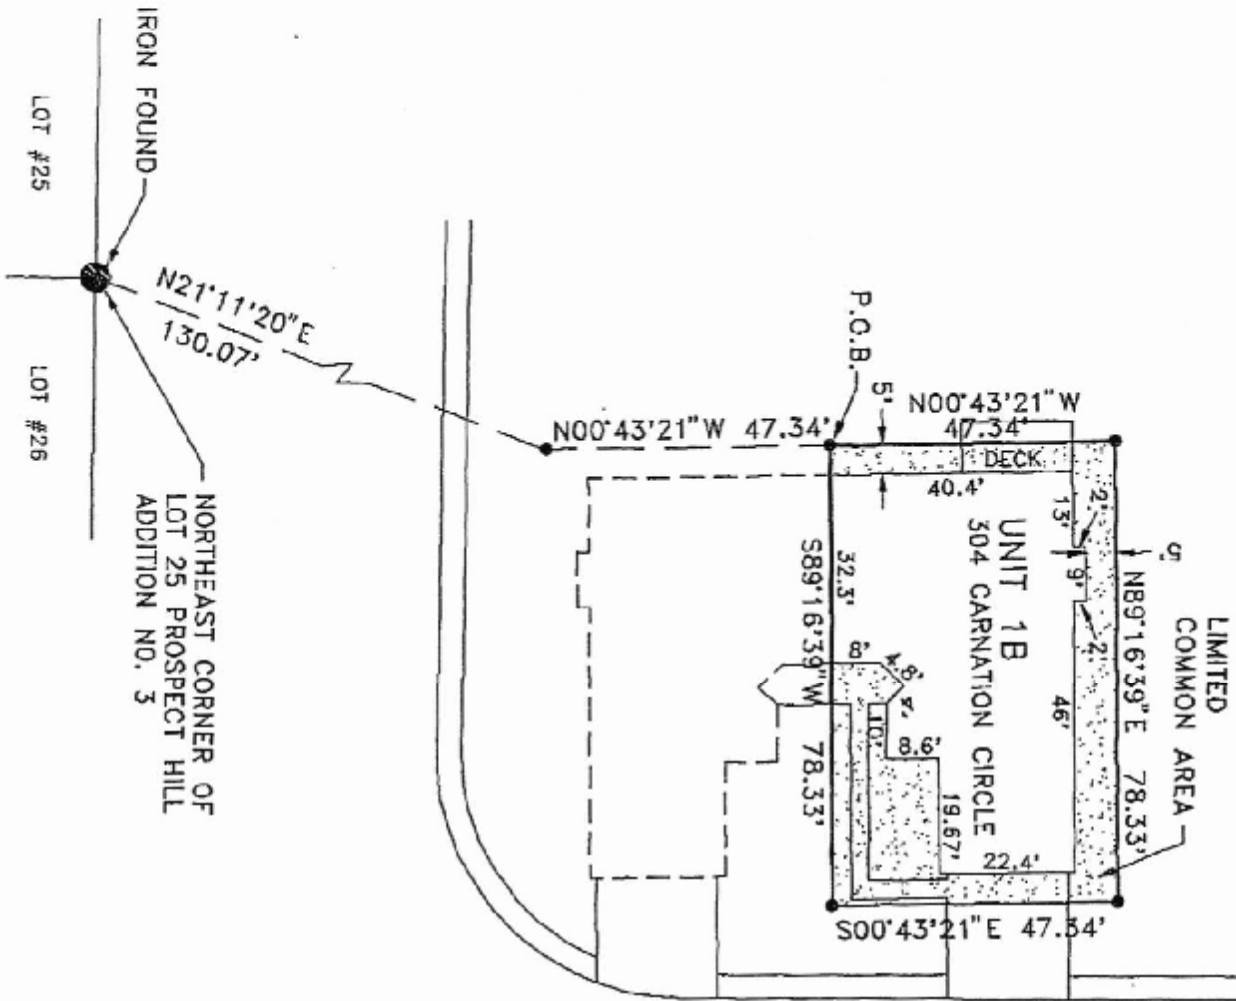 IRON FOUND
LOT #25
LOT #26
N21°11'20"E
130.07'
NORTHEAST CORNER OF
LOT 25 PROSPECT HILL
ADDITION NO. 3
P.O.B.
N00°43'21"W 47.34'
5'
N00°43'21"W
47.34'
DECK
40.4'
2'
13'
5'
9'
2'
46'
UNIT 1B
304 CARNATION CIRCLE
LIMITED
COMMON AREA
N89°16'39"E 78.33'
32.3'
S89°16'39"W 78.33'
8'
4.8'
4'
10'
8.6'
19.67'
22.4'
S00°43'21"E 47.34'